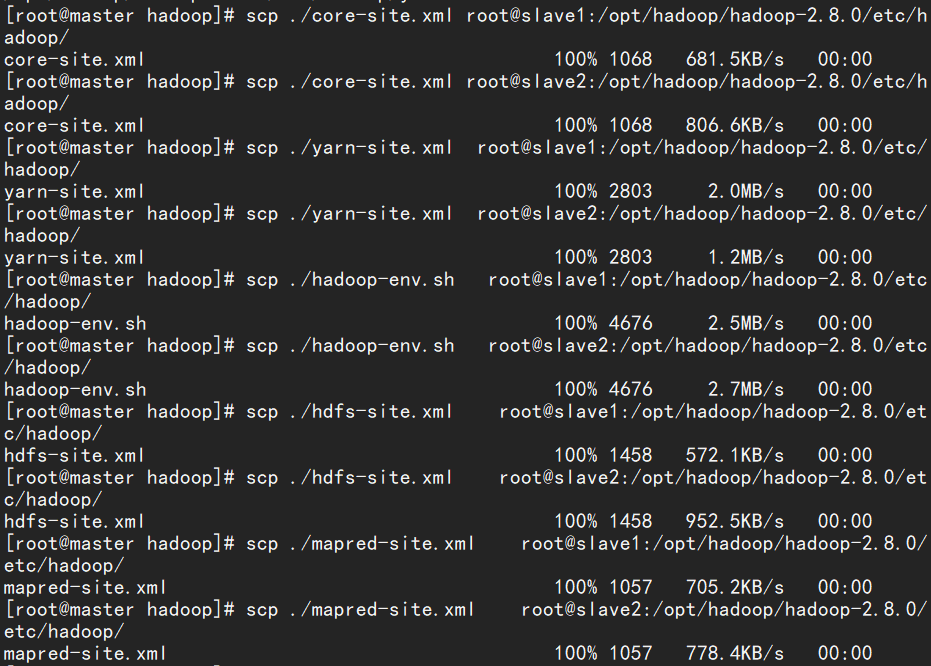 [root@master hadoop]# scp ./core-site.xml root@slave1:/opt/hadoop/hadoop-2.8.0/etc/h
adoop/
core-site.xml 100% 1068 681.5KB/s 00:00
[root@master hadoop]# scp ./core-site.xml root@slave2:/opt/hadoop/hadoop-2.8.0/etc/h
adoop/
core-site.xml 100% 1068 806.6KB/s 00:00
[root@master hadoop]# scp ./yarn-site.xml root@slave1:/opt/hadoop/hadoop-2.8.0/etc/
hadoop/
yarn-site.xml 100% 2803 2.0MB/s 00:00
[root@master hadoop]# scp ./yarn-site.xml root@slave2:/opt/hadoop/hadoop-2.8.0/etc/
hadoop/
yarn-site.xml 100% 2803 1.2MB/s 00:00
[root@master hadoop]# scp ./hadoop-env.sh root@slave1:/opt/hadoop/hadoop-2.8.0/etc
/hadoop/
hadoop-env.sh 100% 4676 2.5MB/s 00:00
[root@master hadoop]# scp ./hadoop-env.sh root@slave2:/opt/hadoop/hadoop-2.8.0/etc
/hadoop/
hadoop-env.sh 100% 4676 2.7MB/s 00:00
[root@master hadoop]# scp ./hdfs-site.xml root@slave1:/opt/hadoop/hadoop-2.8.0/et
c/hadoop/
hdfs-site.xml 100% 1458 572.1KB/s 00:00
[root@master hadoop]# scp ./hdfs-site.xml root@slave2:/opt/hadoop/hadoop-2.8.0/et
c/hadoop/
hdfs-site.xml 100% 1458 952.5KB/s 00:00
[root@master hadoop]# scp ./mapred-site.xml root@slave1:/opt/hadoop/hadoop-2.8.0/
etc/hadoop/
mapred-site.xml 100% 1057 705.2KB/s 00:00
[root@master hadoop]# scp ./mapred-site.xml root@slave2:/opt/hadoop/hadoop-2.8.0/
etc/hadoop/
mapred-site.xml 100% 1057 778.4KB/s 00:00